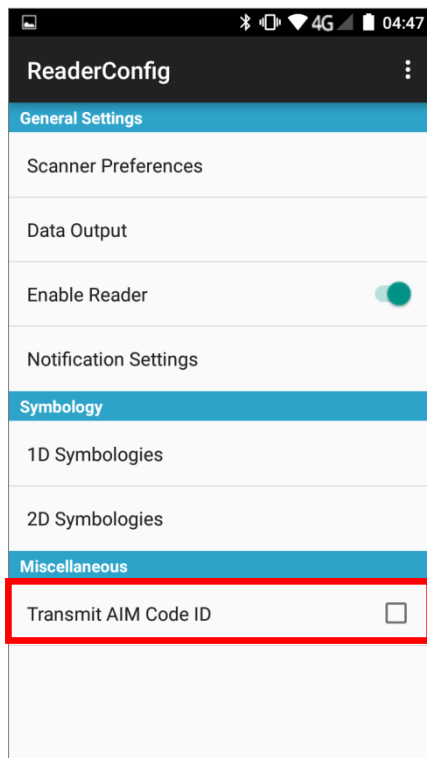 4G 04:47
ReaderConfig
General Settings
Scanner Preferences
Data Output
Enable Reader
Notification Settings
Symbology
1D Symbologies
2D Symbologies
Miscellaneous
Transmit AIM Code ID